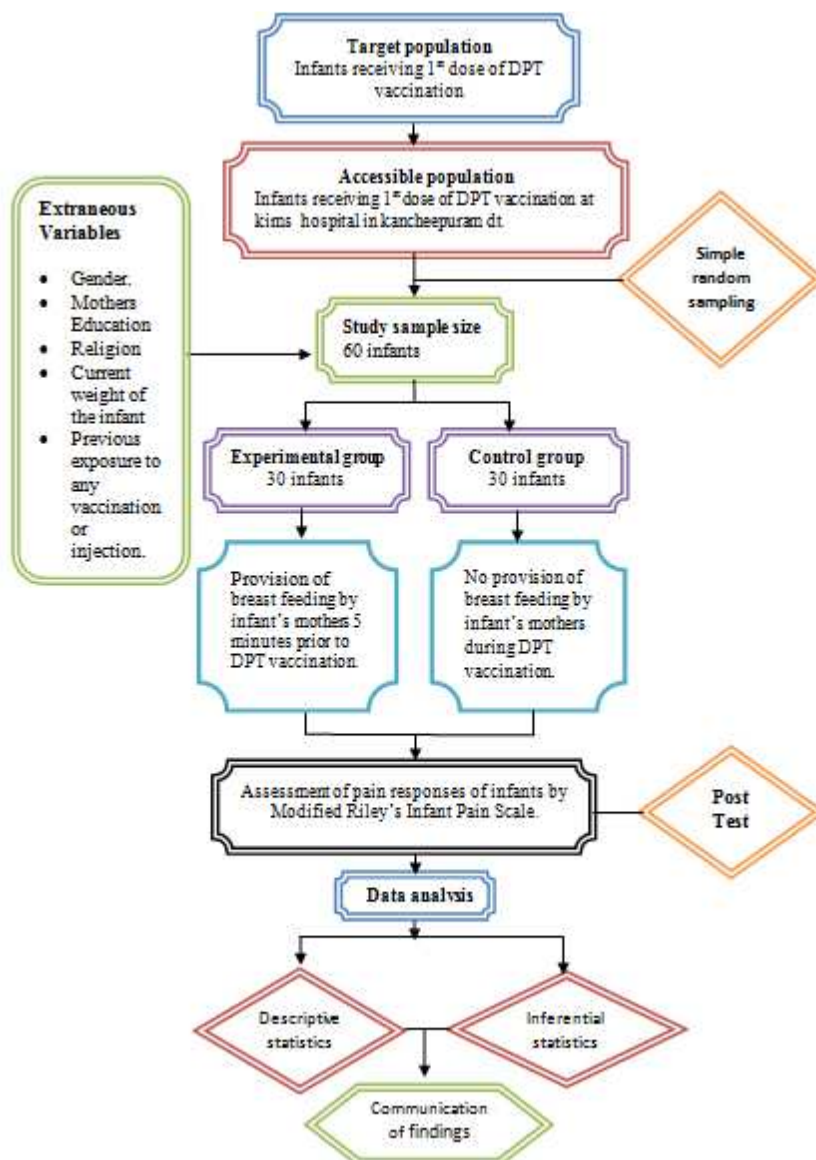 Target population
Infants receiving 1st dose of DPT
vaccination
Accessible population
Infants receiving 1st dose of DPT vaccination at
kims hospital in kancheepuram dt.
Extraneous
Variables
● Gender.
● Mothers
Education
● Religion
● Current
weight of
the infant
● Previous
exposure to
any
vaccination
or
injection.
Simple
random
sampling
Study sample size
60 infants
Experimental group
30 infants
Control group
30 infants
Provision of
breast feeding by
infant's mothers 5
minutes prior to
DPT vaccination.
No provision of
breast feeding by
infant's mothers
during DPT
vaccination.
Assessment of pain responses of infants by
Modified Riley's Infant Pain Scale.
Post
Test
Data analysis
Descriptive
statistics
Inferential
statistics
Communication
of findings